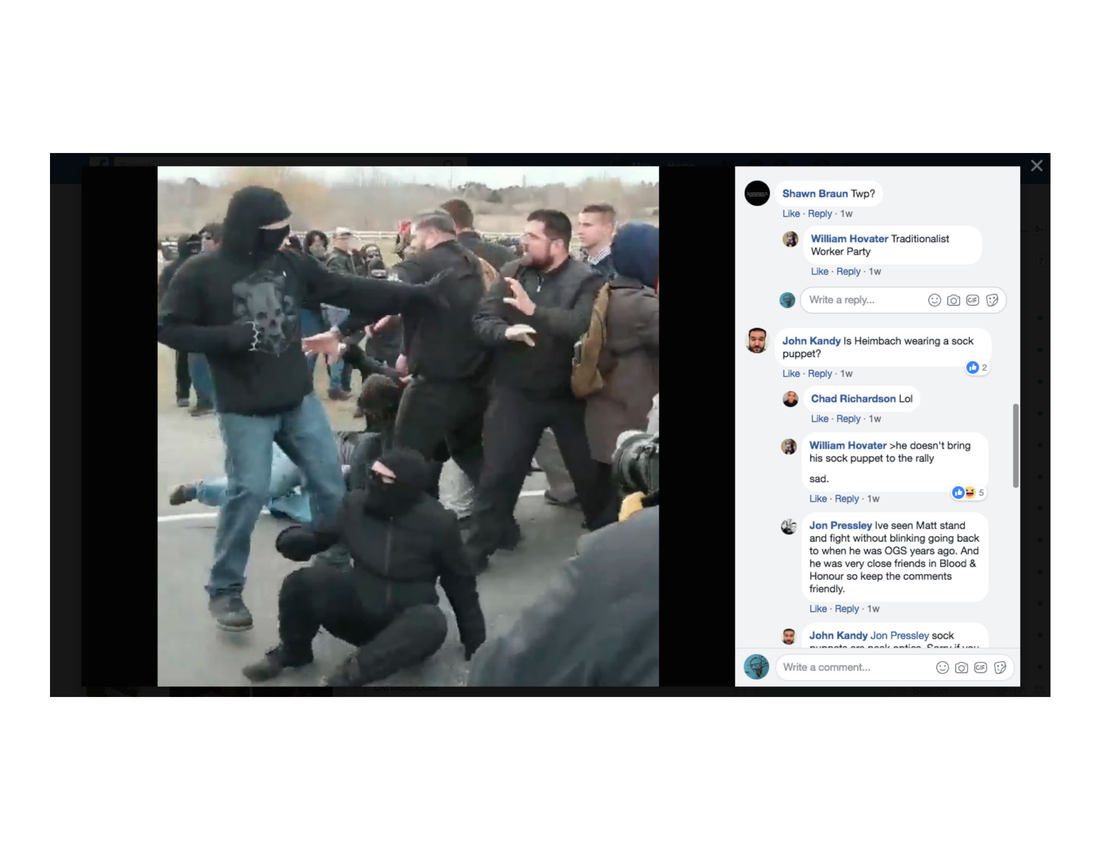 Shawn Braun Twp?
Like · Reply · 1w
William Hovater Traditionalist
Worker Party
Like · Reply · 1w
Write a reply...
GIF
John Kandy Is Heimbach wearing a sock
puppet?
2
Like · Reply · 1w
Chad Richardson Lol
Like · Reply · 1w
William Hovater >he doesn't bring
his sock puppet to the rally
sad.
5
Like · Reply · 1w
Jon Pressley Ive seen Matt stand
and fight without blinking going back
to when he was OGS years ago. And
he was very close friends in Blood &
Honour so keep the comments
friendly.
Like · Reply · 1w
John Kandy Jon Pressley sock
Write a comment...
GIF